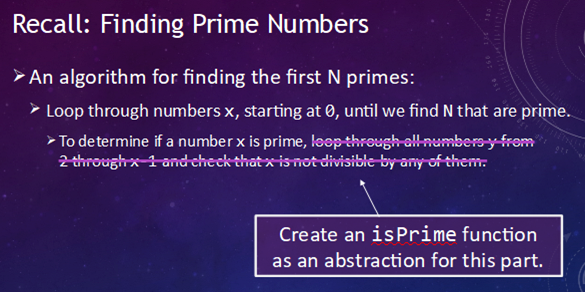 Recall: Finding Prime Numbers
An algorithm for finding the first N primes:
Loop through numbers x, starting at 0, until we find N that are prime.
To determine if a number x is prime, loop through all numbers y from
2 through x-1 and check that x is not divisible by any of them.
Create an isPrime function
as an abstraction for this part.